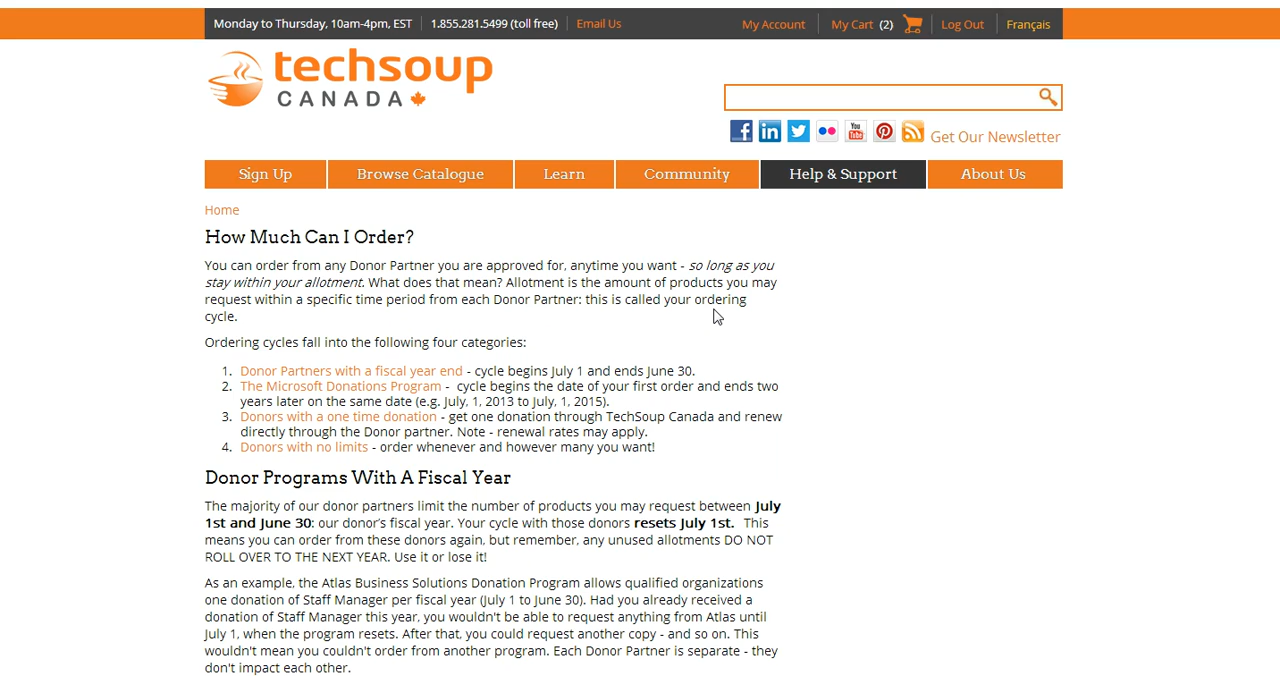 Monday to Thursday, 10am-4pm, EST 1.855.281.5499 (toll free) Email Us My Account My Cart (2) Log Out Français
techsoup
CANADA
You Tube
Get Our Newsletter
Sign Up Browse Catalogue Learn Community Help & Support About Us
Home
How Much Can I Order?
You can order from any Donor Partner you are approved for, anytime you want - so long as you
stay within your allotment. What does that mean? Allotment is the amount of products you may
request within a specific time period from each Donor Partner: this is called your ordering
cycle.
Ordering cycles fall into the following four categories:
1. Donor Partners with a fiscal year end - cycle begins July 1 and ends June 30.
2. The Microsoft Donations Program - cycle begins the date of your first order and ends two
years later on the same date (e.g. July, 1, 2013 to July, 1, 2015).
3. Donors with a one time donation - get one donation through TechSoup Canada and renew
directly through the Donor partner. Note - renewal rates may apply.
4. Donors with no limits - order whenever and however many you want!
Donor Programs With A Fiscal Year
The majority of our donor partners limit the number of products you may request between July
1st and June 30: our donor's fiscal year. Your cycle with those donors resets July 1st. This
means you can order from these donors again, but remember, any unused allotments DO NOT
ROLL OVER TO THE NEXT YEAR. Use it or lose it!
As an example, the Atlas Business Solutions Donation Program allows qualified organizations
one donation of Staff Manager per fiscal year (July 1 to June 30). Had you already received a
donation of Staff Manager this year, you wouldn't be able to request anything from Atlas until
July 1, when the program resets. After that, you could request another copy - and so on. This
wouldn't mean you couldn't order from another program. Each Donor Partner is separate - they
don't impact each other.